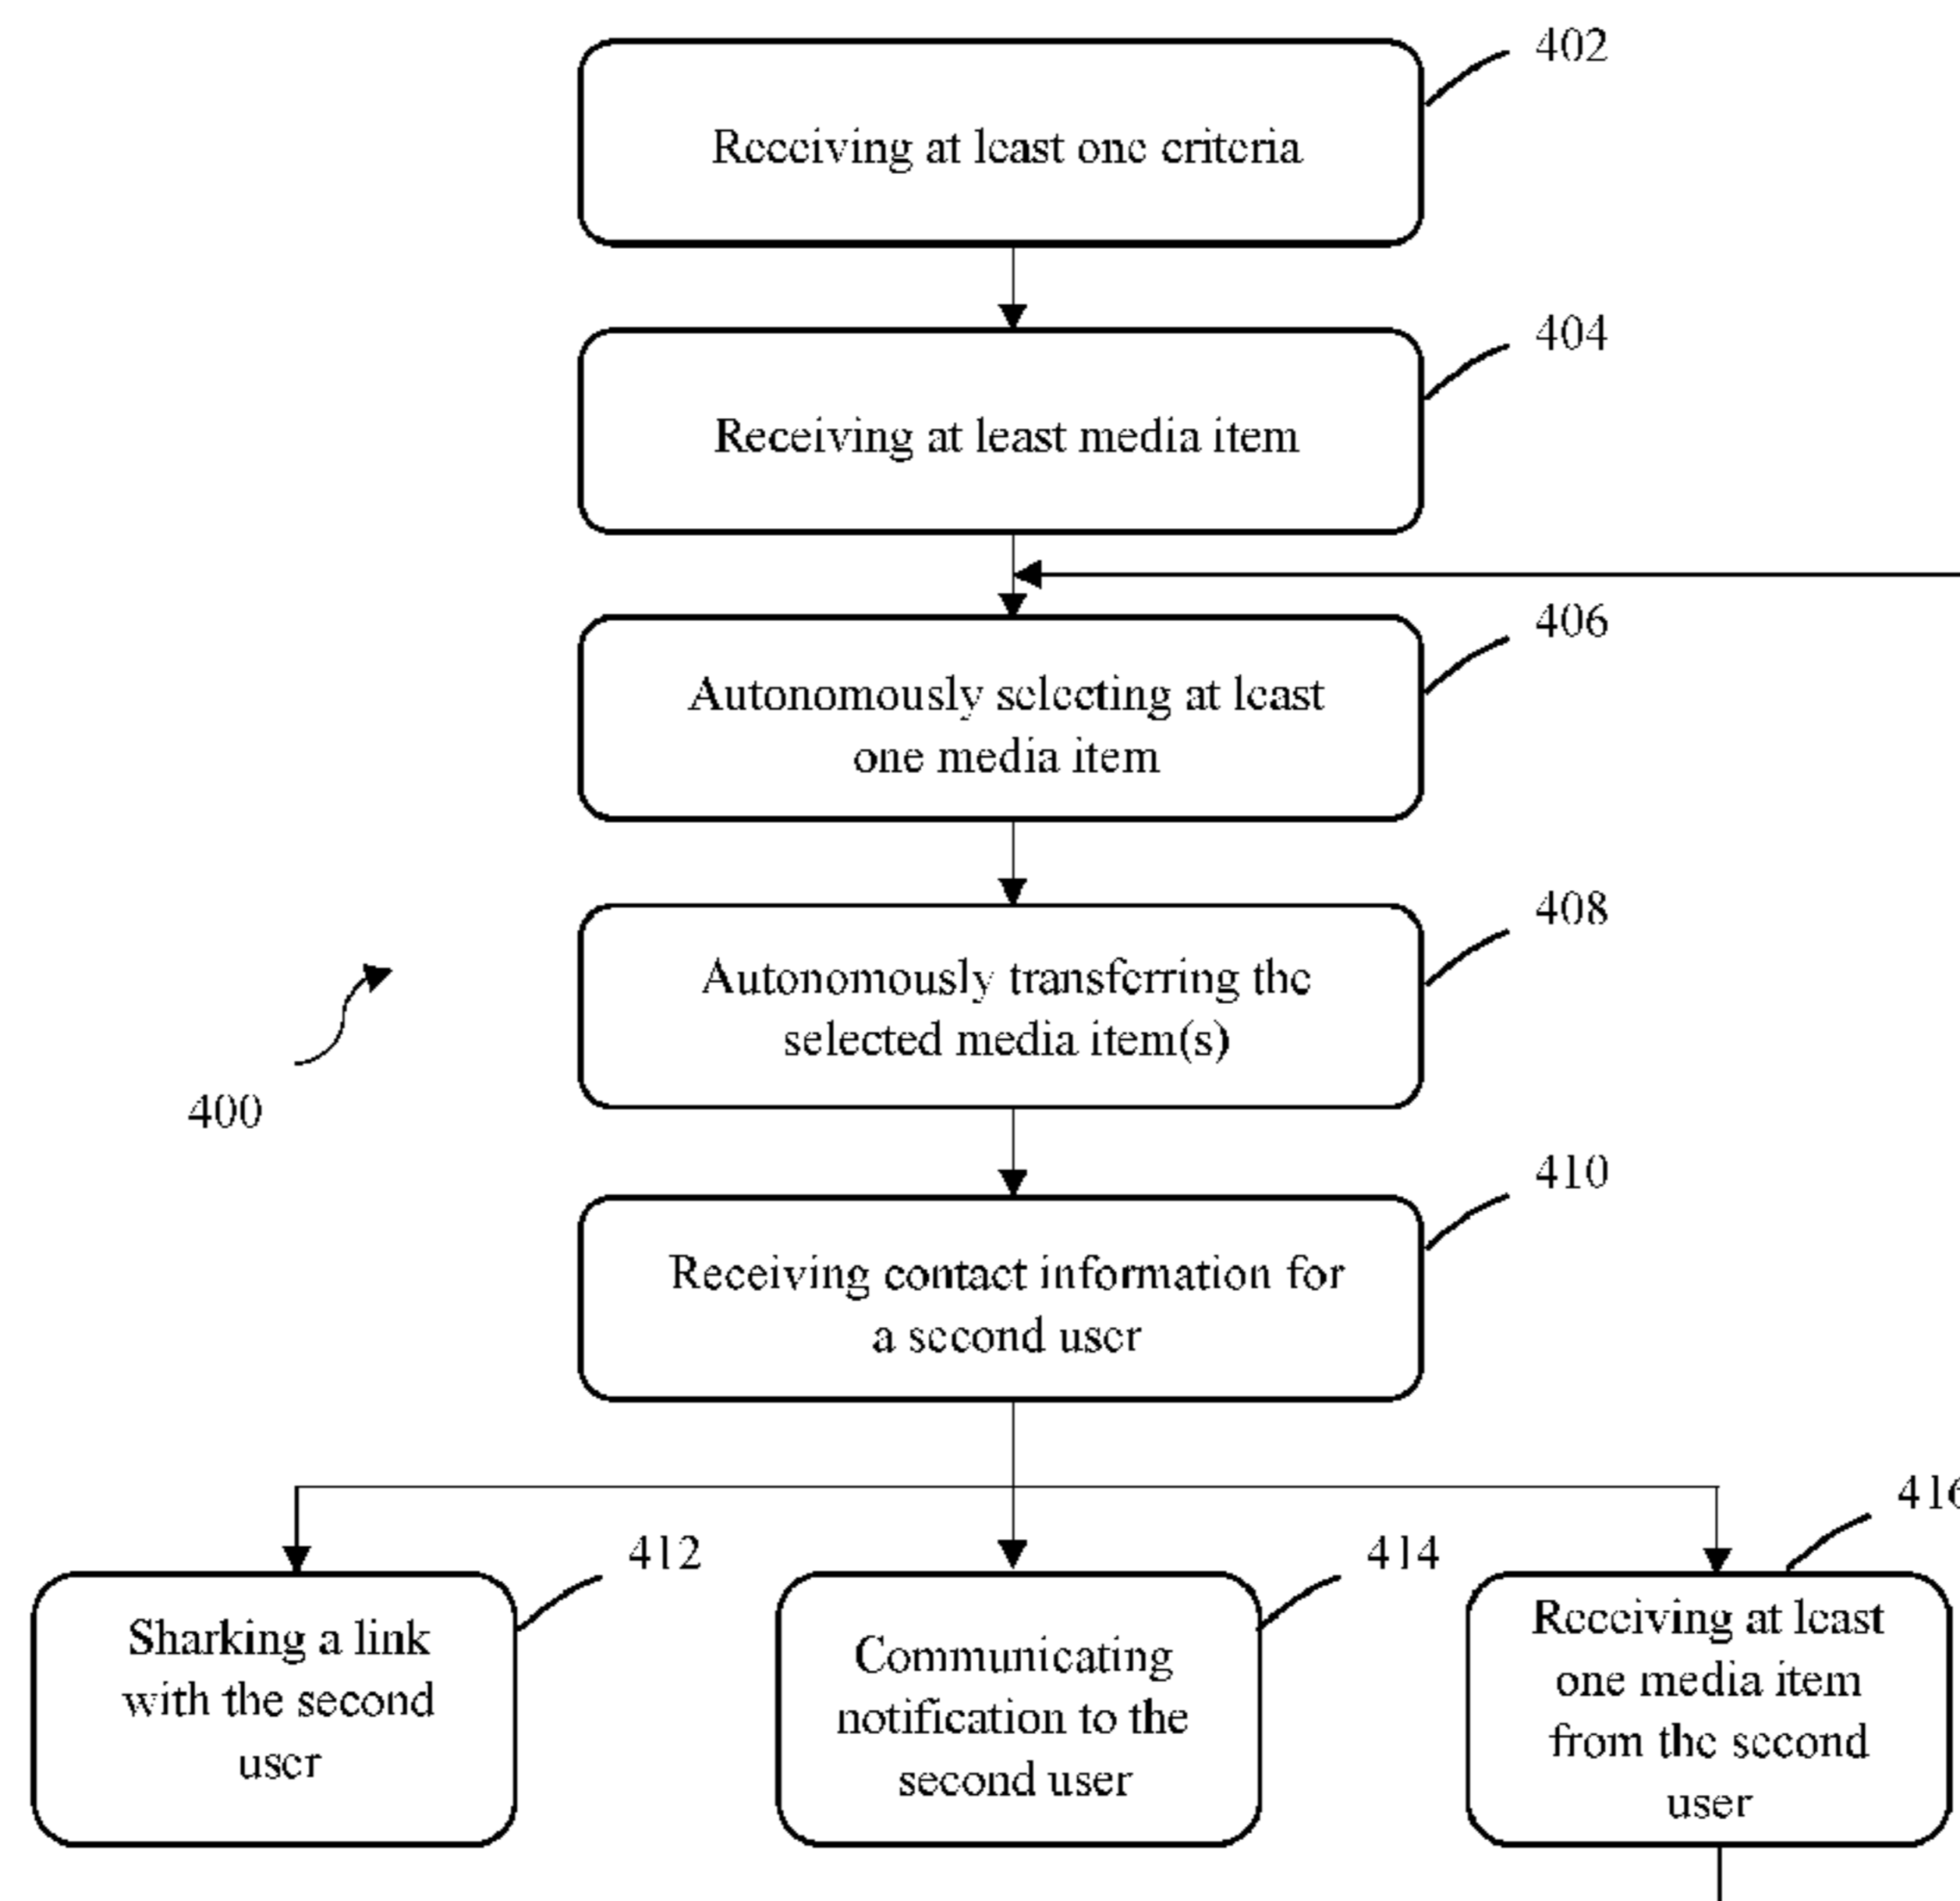 402
Receiving at least one criteria
404
Receiving at least media item
406
Autonomously selecting at least
one media item
408
Autonomously transferring the
selected media item(s)
400
410
Receiving contact information for
a second user
412
Sharking a link
with the second
user
414
Communicating
notification to the
second user
416
Receiving at least
one media item
from the second
user